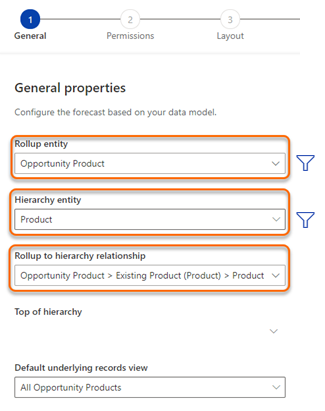 1 2 3
General Permissions Layout
General properties
Configure the forecast based on your data model.
Rollup entity
Opportunity Product
Hierarchy entity
Product
Rollup to hierarchy relationship
Opportunity Product > Existing Product (Product) > Product
Top of hierarchy
Default underlying records view
All Opportunity Products